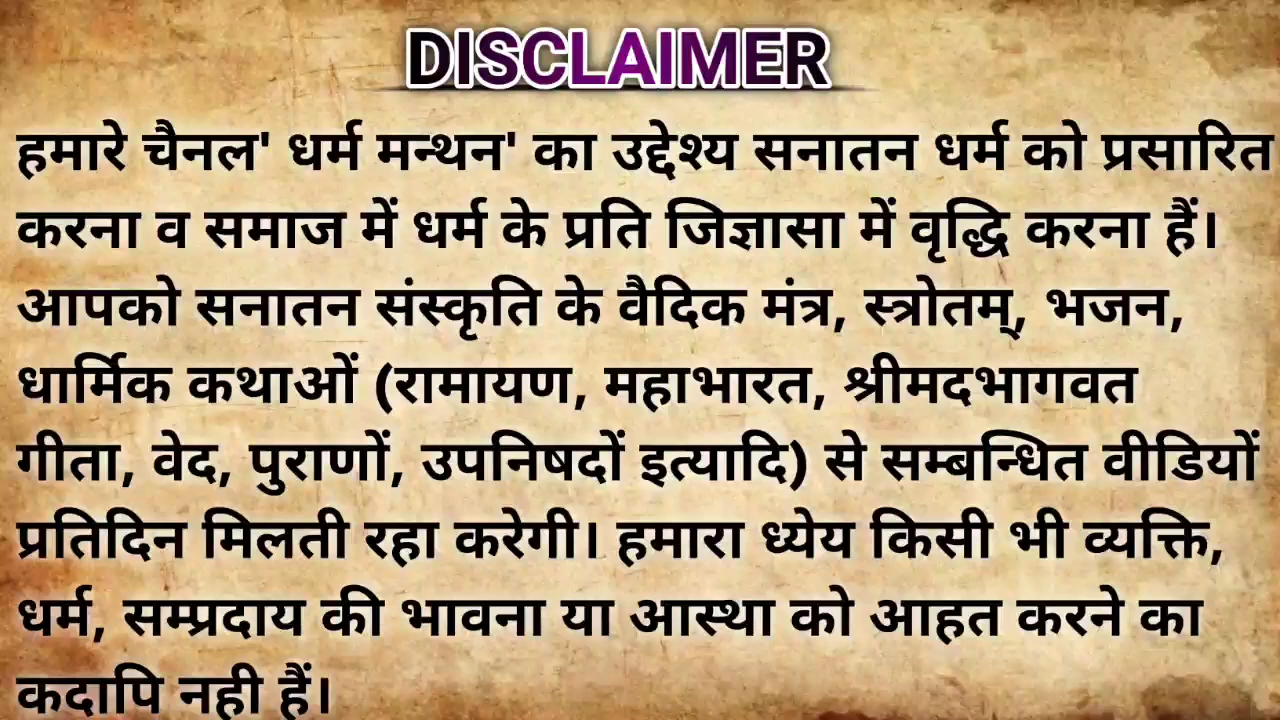 DISCLAIMER
हमारे चैनल' धर्म मन्थन' का उद्देश्य सनातन धर्म को प्रसारित
करना व समाज में धर्म के प्रति जिज्ञासा में वृद्धि करना हैं।
आपको सनातन संस्कृति के वैदिक मंत्र, स्त्रोतम्, भजन,
धार्मिक कथाओं (रामायण, महाभारत, श्रीमदभागवत
गीता, वेद, पुराणों, उपनिषदों इत्यादि) से सम्बन्धित वीडियों
प्रतिदिन मिलती रहा करेगी। हमारा ध्येय किसी भी व्यक्ति,
धर्म, सम्प्रदाय की भावना या आस्था को आहत करने का
कदापि नही हैं।